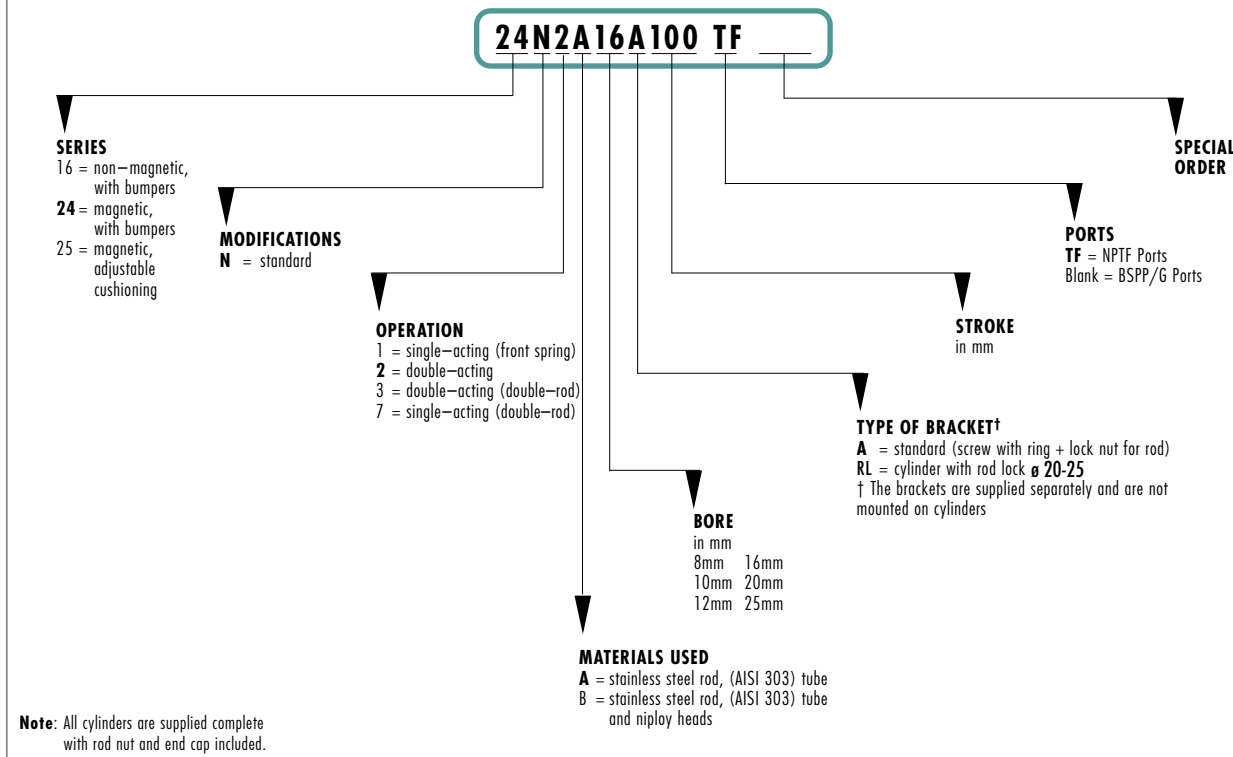 24N2A16A100 TF
SERIES
16 = non–magnetic,
with bumpers
24 = magnetic,
with bumpers
25 = magnetic,
adjustable
cushioning
MODIFICATIONS
N = standard
OPERATION
1 = single–acting (front spring)
2 = double–acting
3 = double–acting (double–rod)
7 = single–acting (double–rod)
MATERIALS USED
A = stainless steel rod, (AISI 303) tube
B = stainless steel rod, (AISI 303) tube
and niploy heads
BORE
in mm
8mm 16mm
10mm 20mm
12mm 25mm
TYPE OF BRACKET†
A = standard (screw with ring + lock nut for rod)
RL = cylinder with rod lock ø 20-25
† The brackets are supplied separately and are not
mounted on cylinders
STROKE
in mm
PORTS
TF = NPTF Ports
Blank = BSPP/G Ports
SPECIAL
ORDER
Note: All cylinders are supplied complete
with rod nut and end cap included.